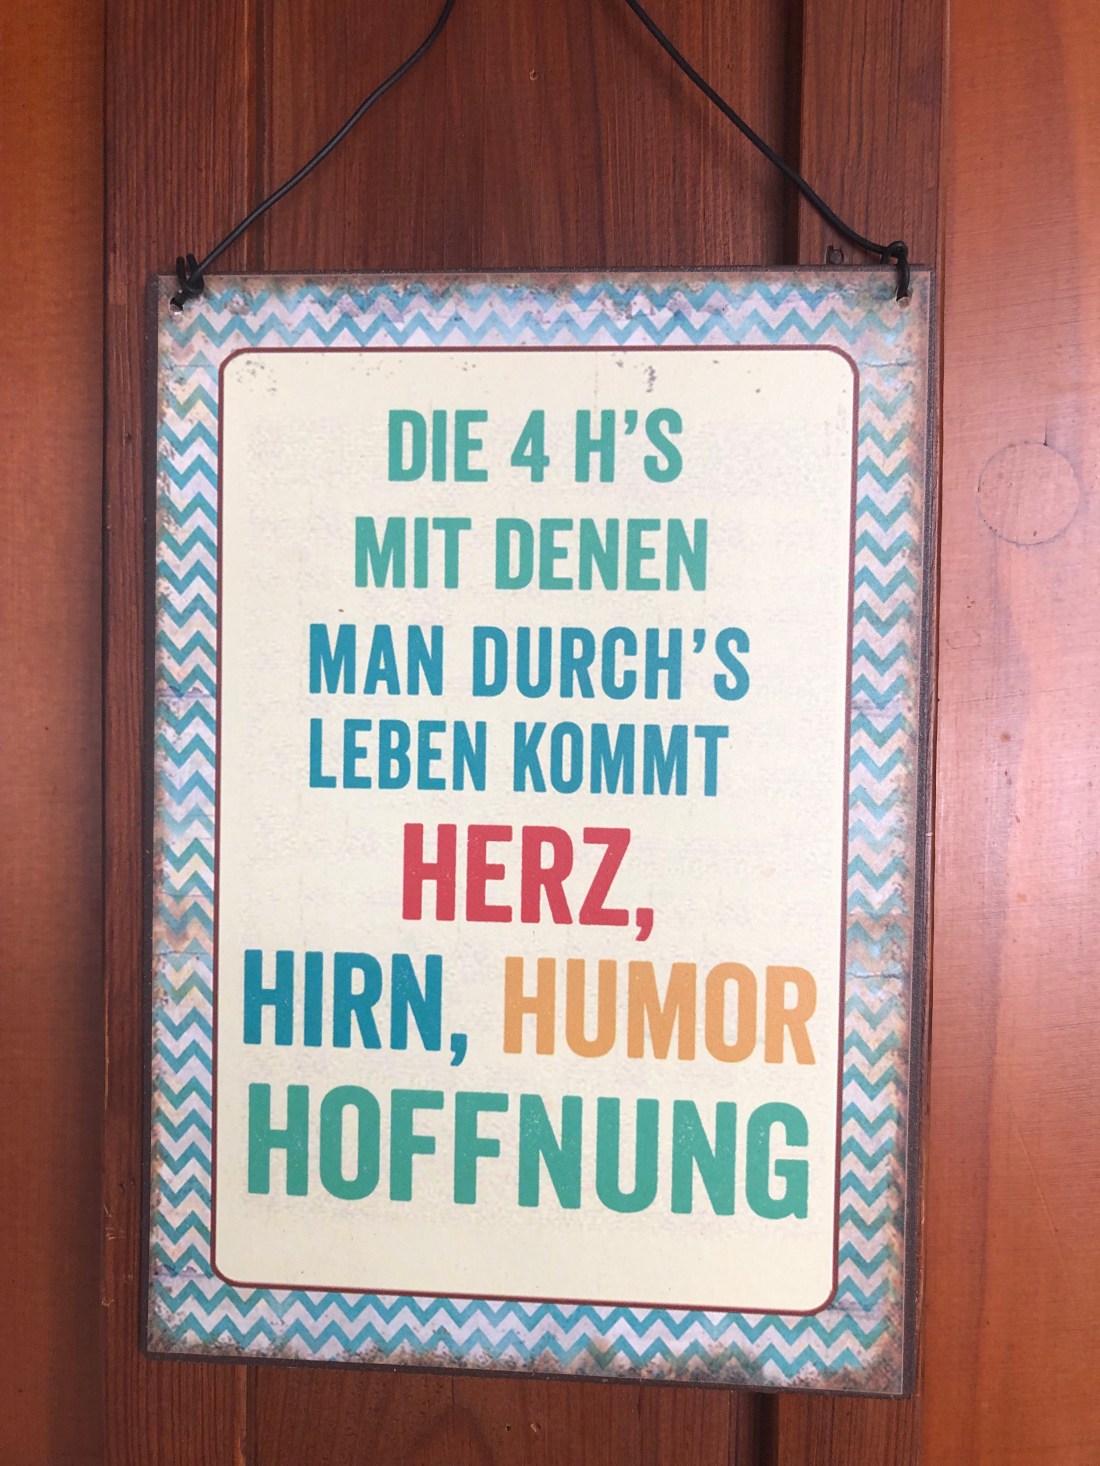 DIE 4 H'S
MIT DENEN
MAN DURCH'S
LEBEN KOMMT
HERZ,
HIRN, HUMOR
HOFFNUNG